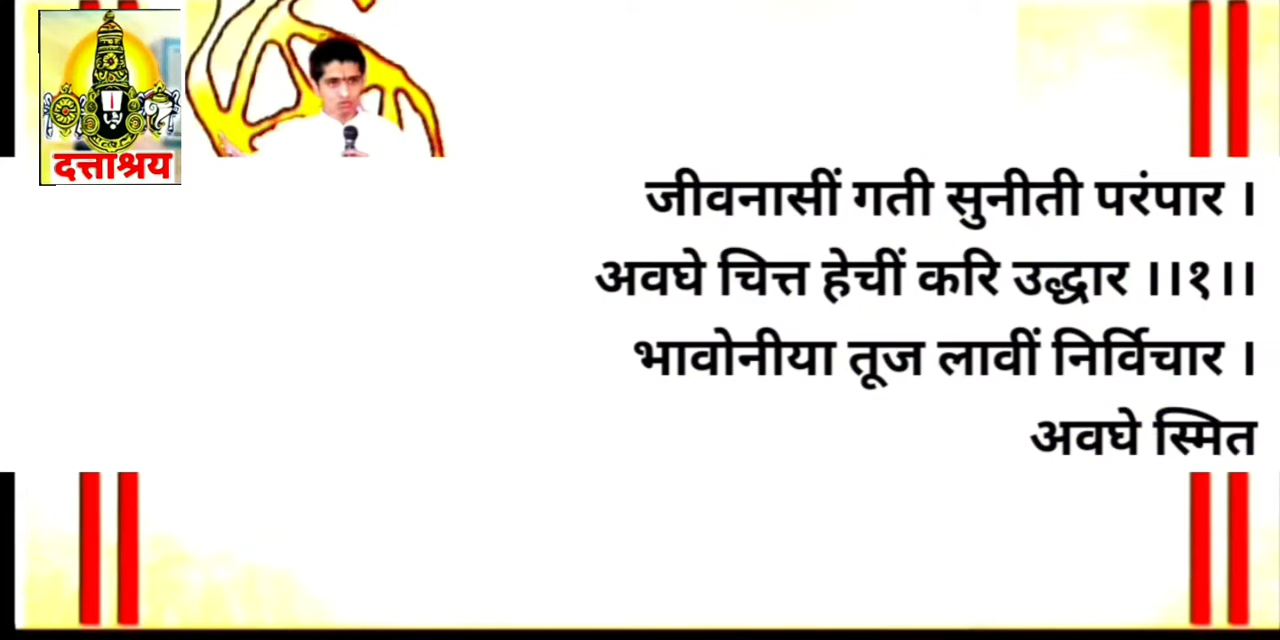 दत्ताश्रय
जीवनासीं गती सुनीती परंपार ।
अवघे चित्त हेचीं करि उद्धार ।।१।।
भावोनीया तूज लावीं निर्विचार ।
अवघे स्मित